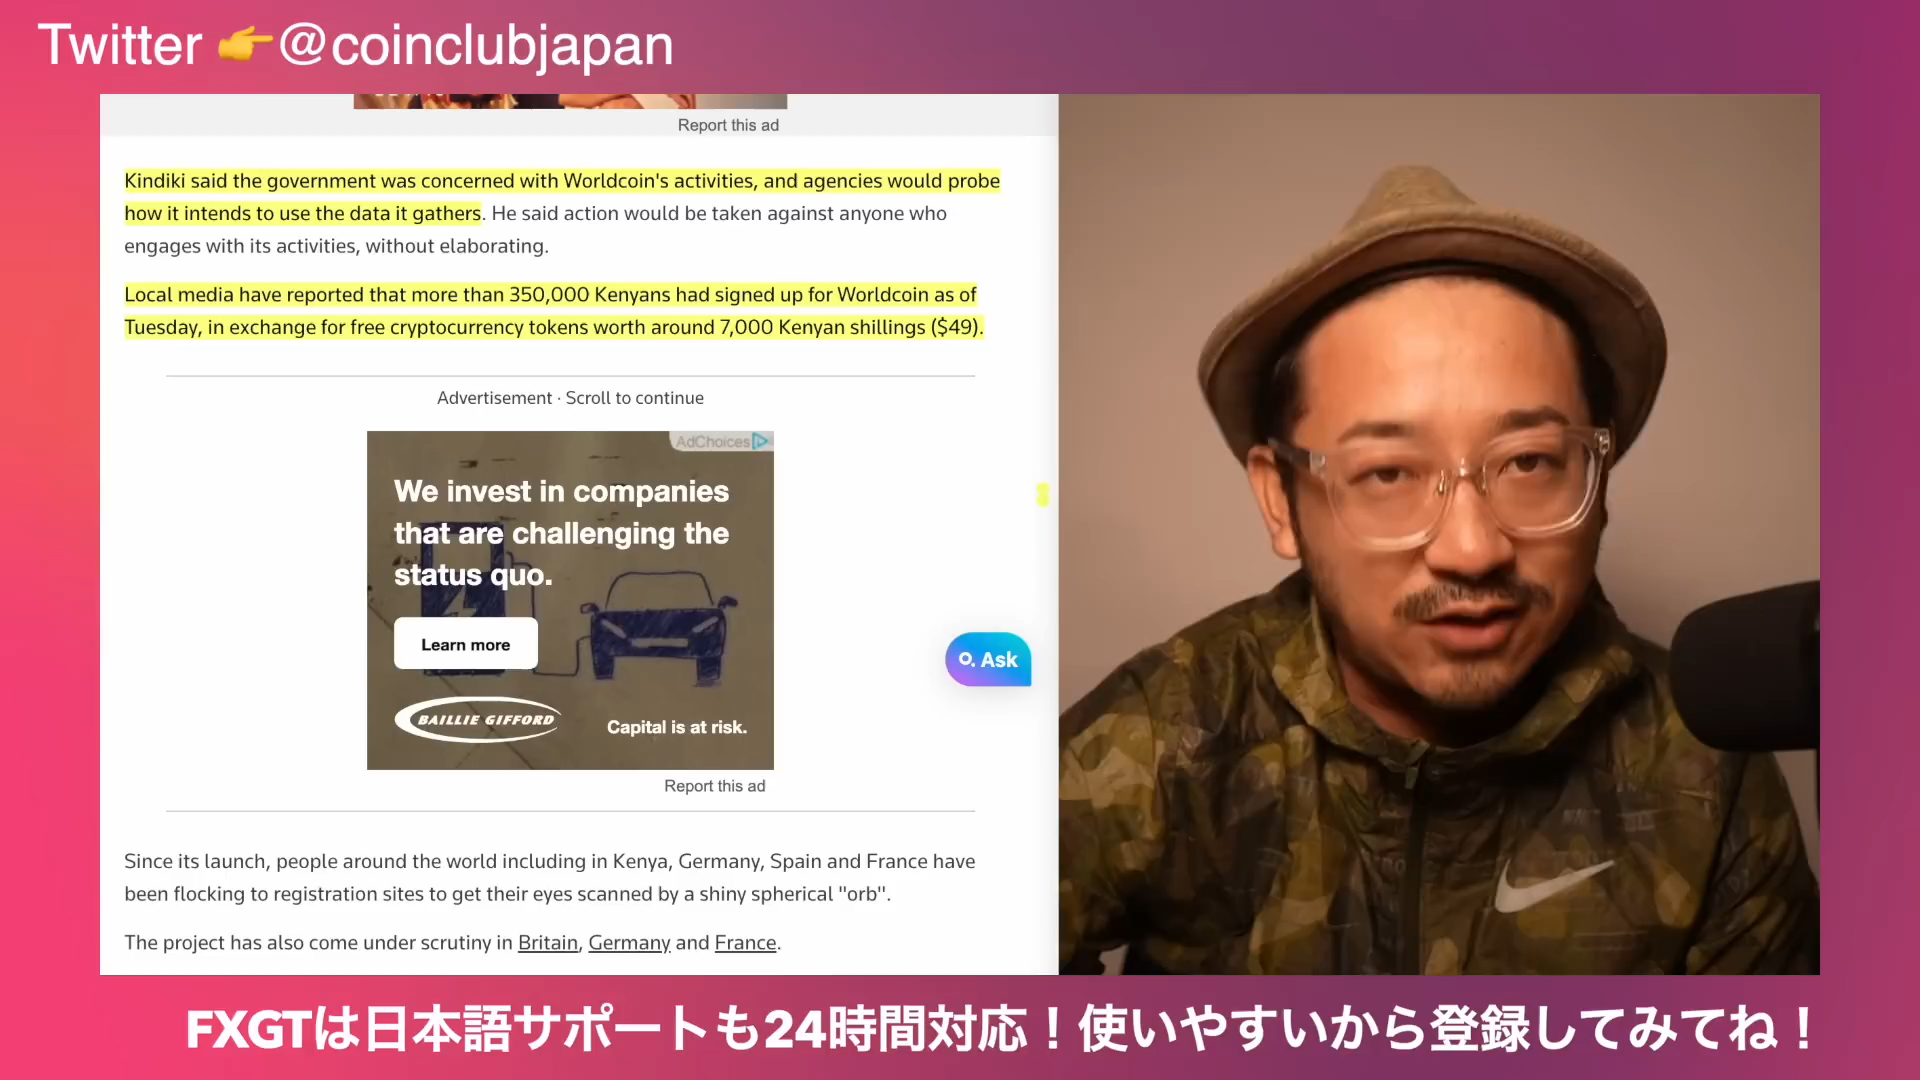 Twitter 👉@coinclubjapan
Report this ad
Kindiki said the government was concerned with Worldcoin's activities, and agencies would probe
how it intends to use the data it gathers. He said action would be taken against anyone who
engages with its activities, without elaborating.
Local media have reported that more than 350,000 Kenyans had signed up for Worldcoin as of
Tuesday, in exchange for free cryptocurrency tokens worth around 7,000 Kenyan shillings ($49).
Advertisement · Scroll to continue
AdChoices
We invest in companies
that are challenging the
status quo.
Learn more
BAILLIE GIFFORD
Capital is at risk.
Report this ad
Ask
Since its launch, people around the world including in Kenya, Germany, Spain and France have
been flocking to registration sites to get their eyes scanned by a shiny spherical "orb".
The project has also come under scrutiny in Britain, Germany and France.
FXGTは日本語サポートも24時間対応！使いやすいから登録してみてね！